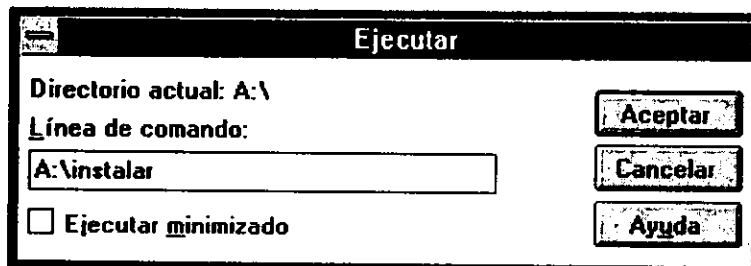 Ejecutar
Directorio actual: A:\
Línea de comando:
A:\instalar
Ejecutar minimizado
Aceptar
Cancelar
Ayuda